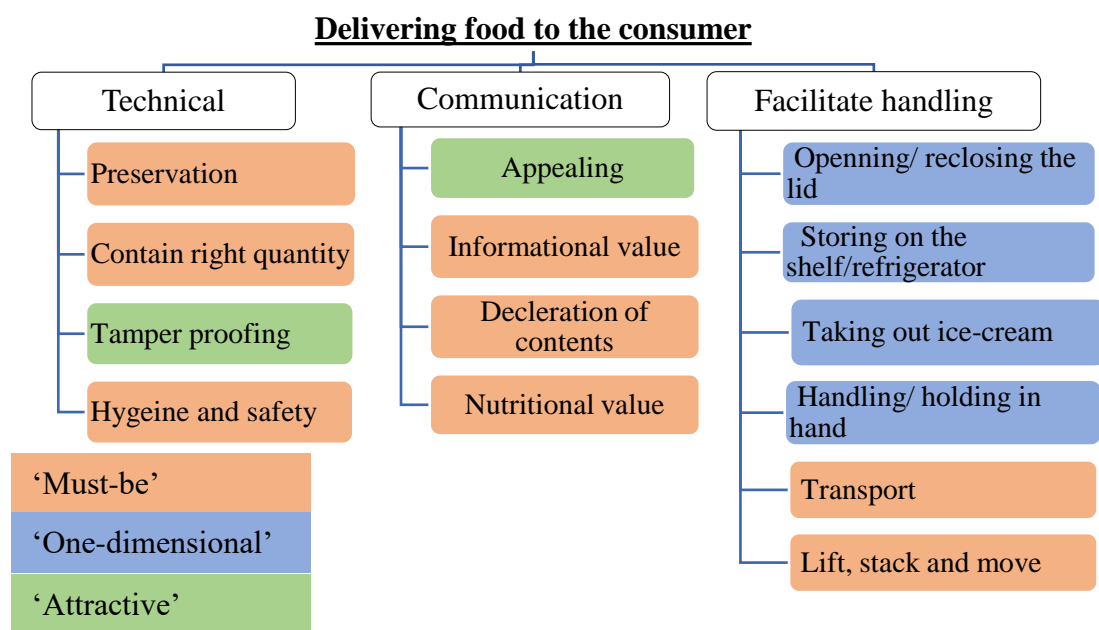 Delivering food to the consumer
Technical
Preservation
Contain right quantity
Tamper proofing
Hygeine and safety
Communication
Appealing
Informational value
Decleration of
contents
Nutritional value
Facilitate handling
Openning/ reclosing the
lid
Storing on the
shelf/refrigerator
Taking out ice-cream
Handling/ holding in
hand
Transport
Lift, stack and move
‘Must-be’
‘One-dimensional’
‘Attractive’